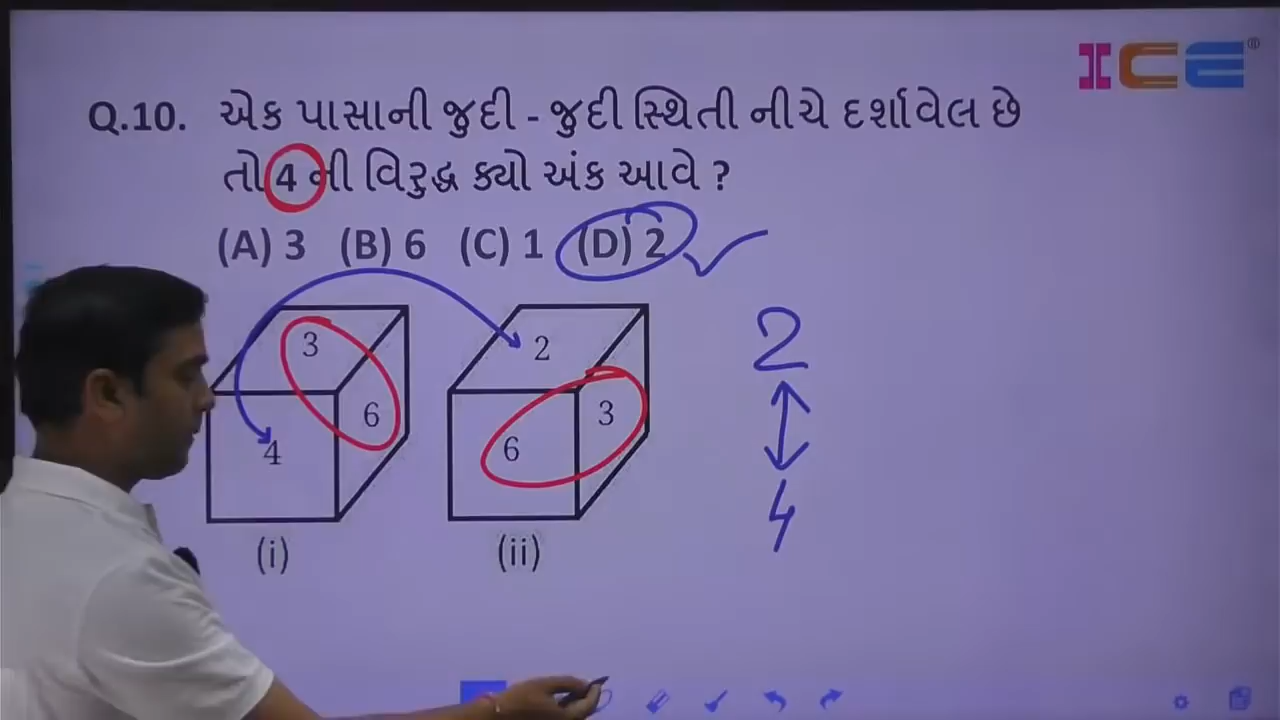 ICE®
Q.10. એક પાસાની જુદી - જુદી સ્થિતી નીચે દર્શાવેલ છે
તો 4 ની વિરુદ્ધ ક્યો અંક આવે ?
(A) 3 (B) 6 (C) 1 (D) 2
3
6
4
(i)
2
6
3
(ii)
2
4